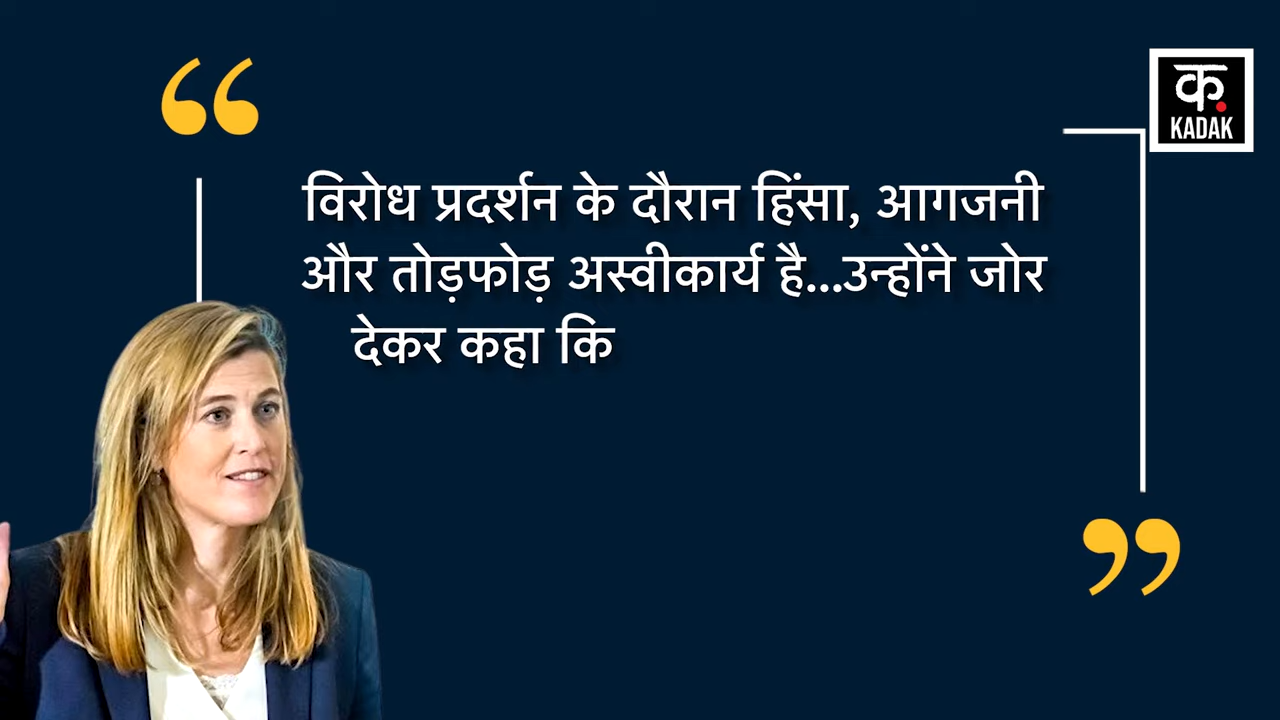 क.
KADAK
विरोध प्रदर्शन के दौरान हिंसा, आगजनी
और तोड़फोड़ अस्वीकार्य है...उन्होंने जोर
देकर कहा कि